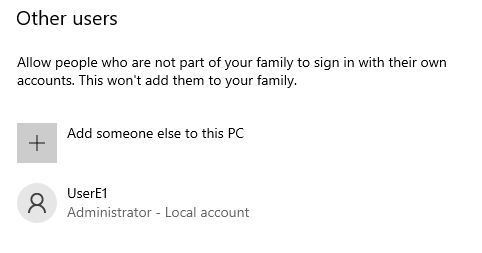 Other users
Allow people who are not part of your family to sign in with their own
accounts. This won't add them to your family.
Add someone else to this PC
UserE1
Administrator - Local account